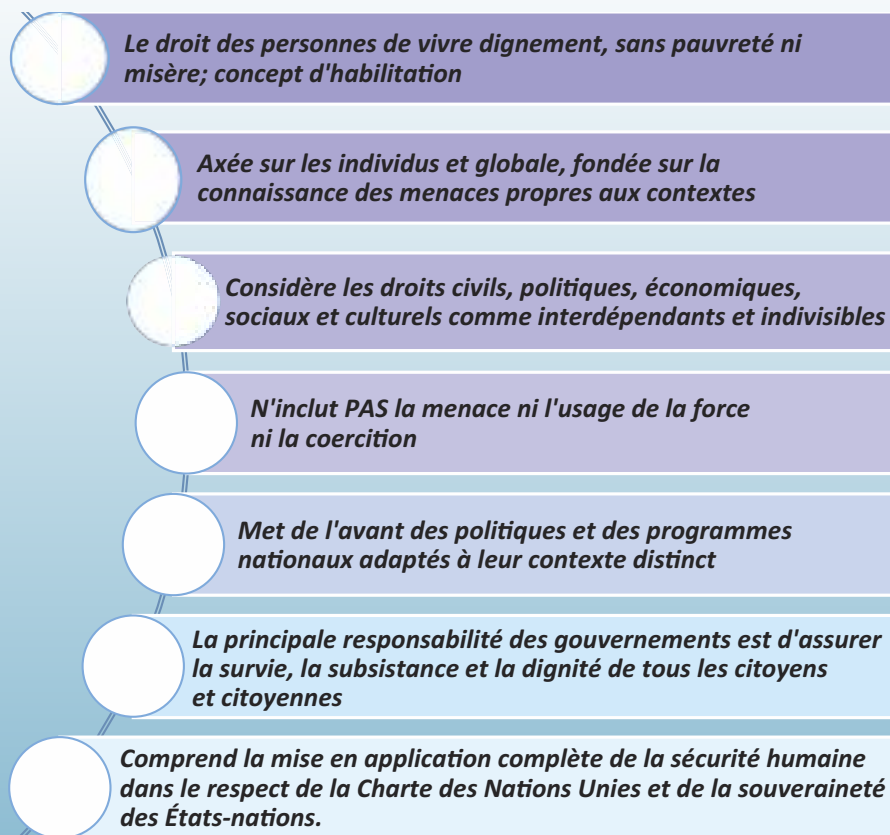 Le droit des personnes de vivre dignement, sans pauvreté ni
misère; concept d'habilitation
Axée sur les individus et globale, fondée sur la
connaissance des menaces propres aux contextes
Considère les droits civils, politiques, économiques,
sociaux et culturels comme interdépendants et indivisibles
N'inclut PAS la menace ni l'usage de la force
ni la coercition
Met de l'avant des politiques et des programmes
nationaux adaptés à leur contexte distinct
La principale responsabilité des gouvernements est d'assurer
la survie, la subsistance et la dignité de tous les citoyens
et citoyennes
Comprend la mise en application complète de la sécurité humaine
dans le respect de la Charte des Nations Unies et de la souveraineté
des États-nations.